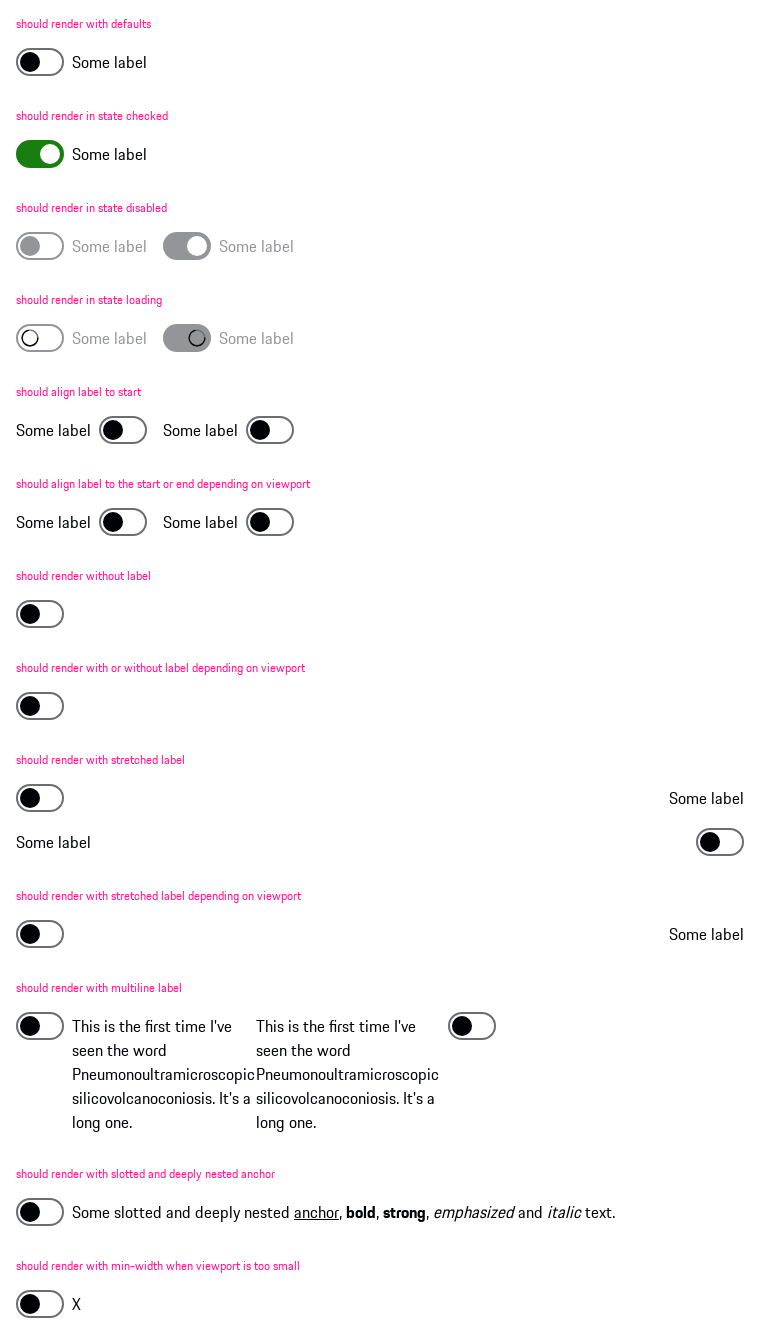 should render with defaults
Some label
should render in state checked
Some label
should render in state disabled
Some label Some label
should render in state loading
Some label Some label
should align label to start
Some label Some label
should align label to the start or end depending on viewport
Some label Some label
should render without label
should render with or without label depending on viewport
should render with stretched label
Some label
Some label
should render with stretched label depending on viewport
Some label
should render with multiline label
This is the first time I've
seen the word
Pneumonoultramicroscopic
silicovolcanoconiosis. It's a
long one.
This is the first time I've
seen the word
Pneumonoultramicroscopic
silicovolcanoconiosis. It's a
long one.
should render with slotted and deeply nested anchor
Some slotted and deeply nested anchor, bold, strong, emphasized and italic text.
should render with min-width when viewport is too small
X